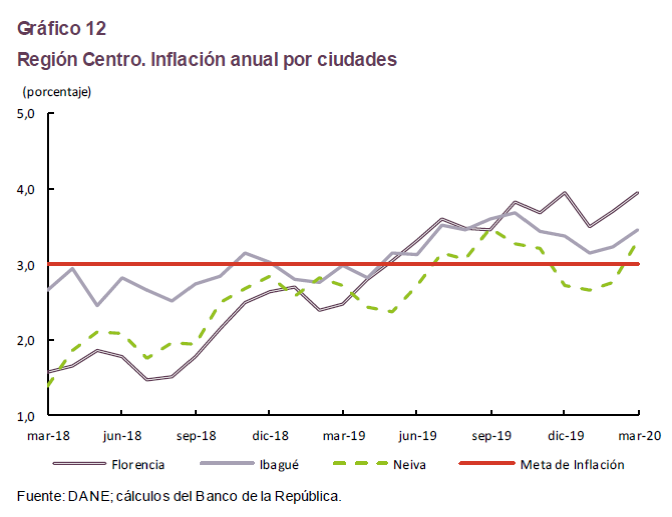 Gráfico 12
Región Centro. Inflación anual por ciudades
(porcentaje)
5,0
4,0
3,0
2,0
1,0
mar-18 jun-18 sep-18 dic-18 mar-19 jun-19 sep-19 dic-19 mar-20
Florencia Ibagué Neiva Meta de Inflación
Fuente: DANE; cálculos del Banco de la República.